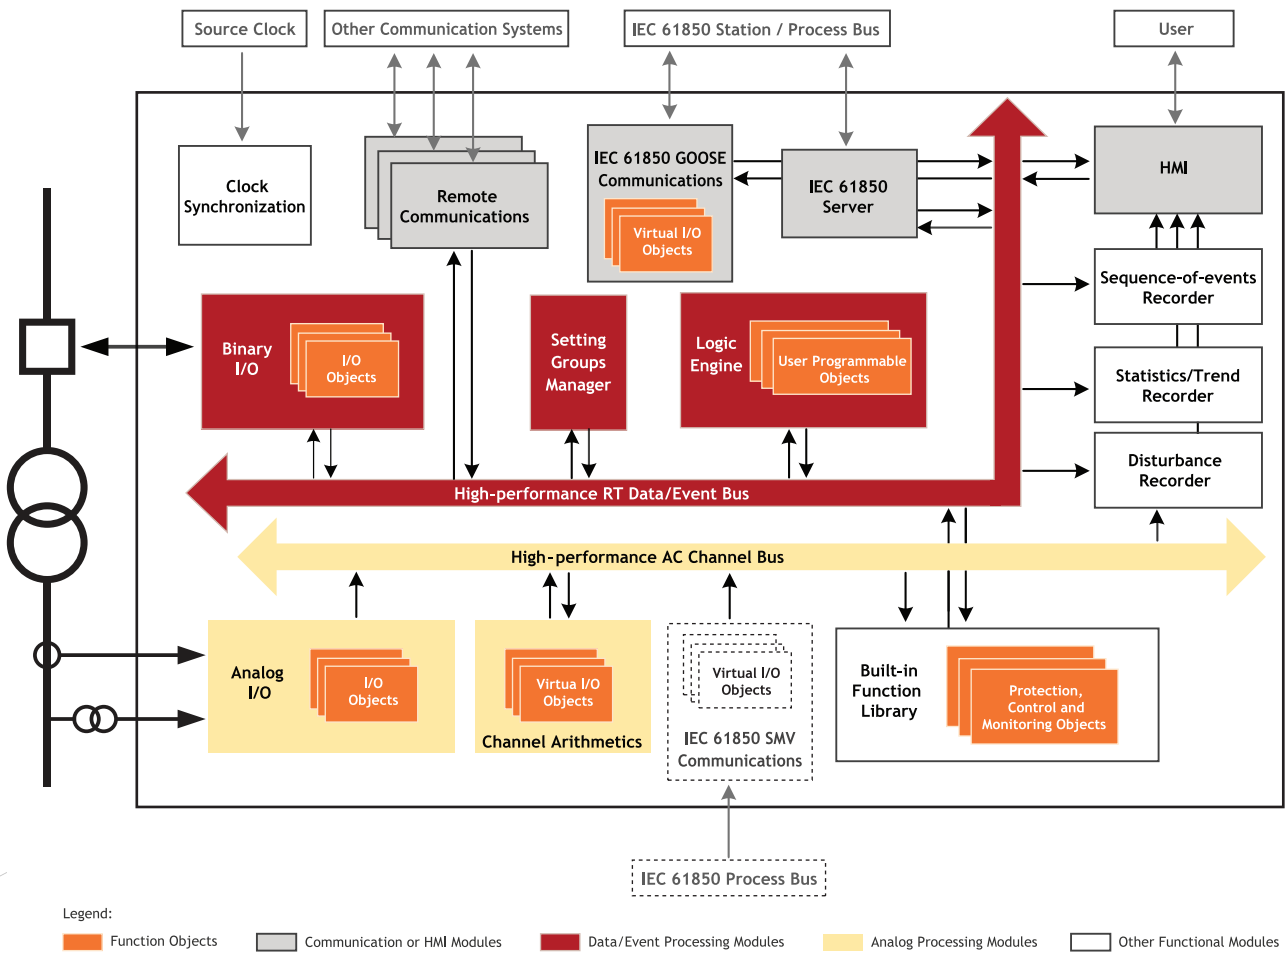 Source Clock
Other Communication Systems
IEC 61850 Station / Process Bus
User
Clock
Synchronization
Remote
Communications
IEC 61850 GOOSE
Communications
Virtual I/O
Objects
IEC 61850
Server
HMI
Sequence-of-events
Recorder
Binary
I/O
I/O
Objects
Setting
Groups
Manager
Logic
Engine
User Programmable
Objects
Statistics/Trend
Recorder
Disturbance
Recorder
High-performance RT Data/Event Bus
High-performance AC Channel Bus
Analog
I/O
I/O
Objects
Virtua I/O
Objects
Channel Arithmetics
Virtual I/O
Objects
IEC 61850 SMV
Communications
Built-in
Function
Library
Protection,
Control and
Monitoring Objects
IEC 61850 Process Bus
Legend:
Function Objects
Communication or HMI Modules
Data/Event Processing Modules
Analog Processing Modules
Other Functional Modules